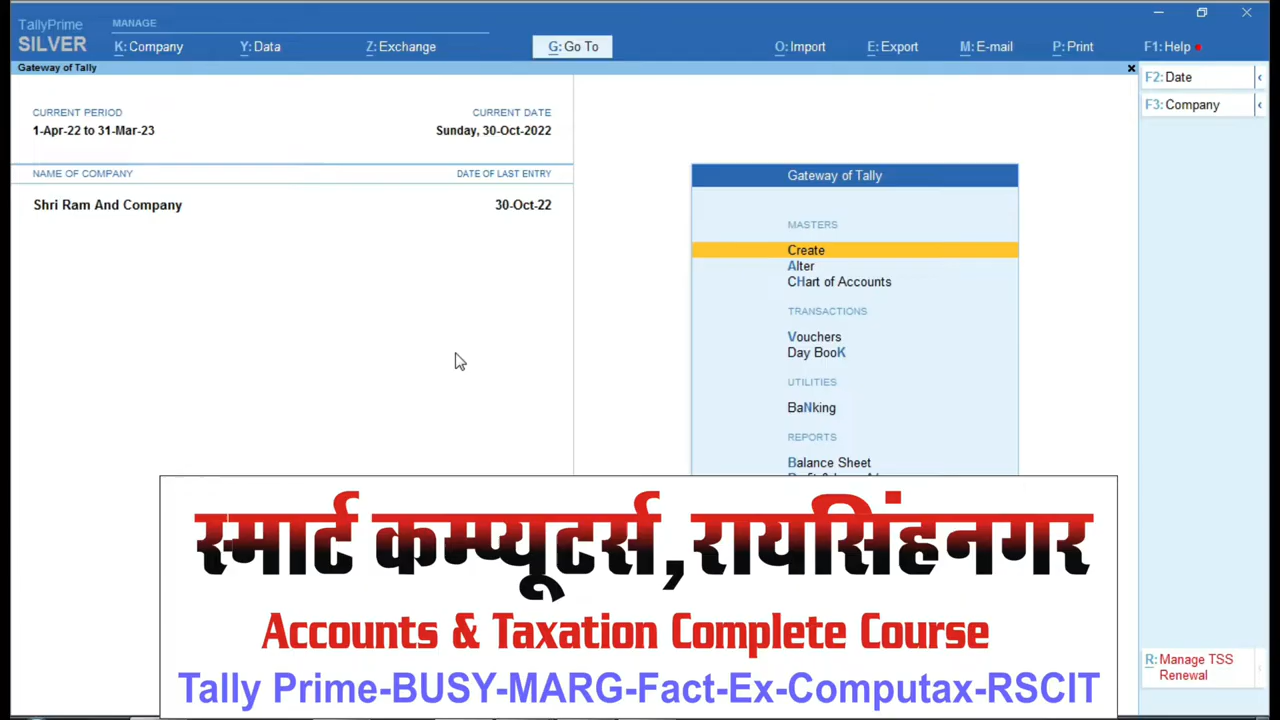 TallyPrime
SILVER
MANAGE
K: Company
Y: Data
Z: Exchange
G: Go To
O: Import
E: Export
M: E-mail
P: Print
F1: Help
Gateway of Tally
F2: Date
F3: Company
CURRENT PERIOD
CURRENT DATE
1-Apr-22 to 31-Mar-23
Sunday, 30-Oct-2022
NAME OF COMPANY
DATE OF LAST ENTRY
Shri Ram And Company
30-Oct-22
Gateway of Tally
MASTERS
Create
Alter
CHart of Accounts
TRANSACTIONS
Vouchers
Day BooK
UTILITIES
BaNking
REPORTS
Balance Sheet
R: Manage TSS
Renewal
स्मार्ट कम्प्यूटर्स,रायसिंहनगर
Accounts & Taxation Complete Course
Tally Prime-BUSY-MARG-Fact-Ex-Computax-RSCIT